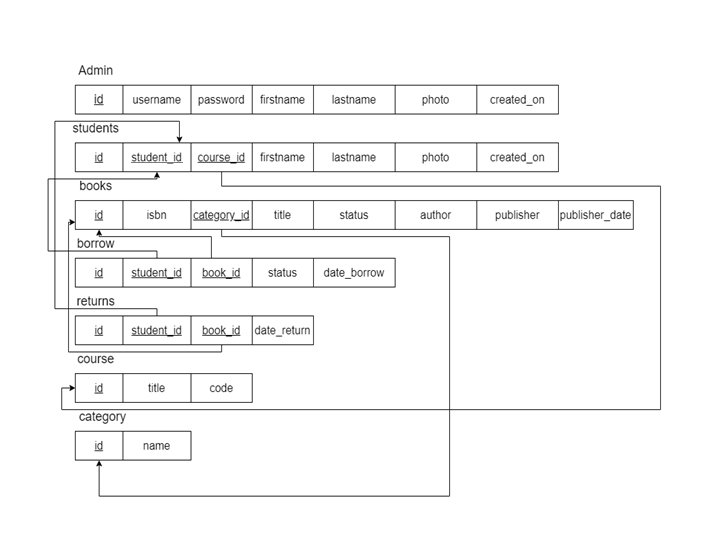 Admin
id username password firstname lastname photo created_on
students
id student_id course_id firstname lastname photo created_on
books
id isbn category_id title status author publisher publisher_date
borrow
id student_id book_id status date_borrow
returns
id student_id book_id date_return
course
id title code
category
id name